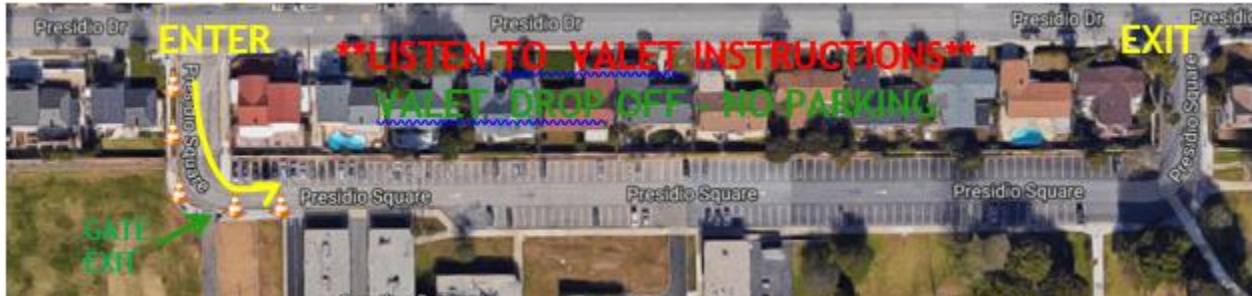 Presidio Dr
Presidio Dr
Presidio Dr
Presidi
ENTER
**LISTEN TO VALET INSTRUCTIONS**
EXIT
VALET DROP OFF - NO PARKING
Presidio Square
Presidio Square
Presidio Square
Presidio Square
Presidio Square
GATE
EXIT
Presidio Square